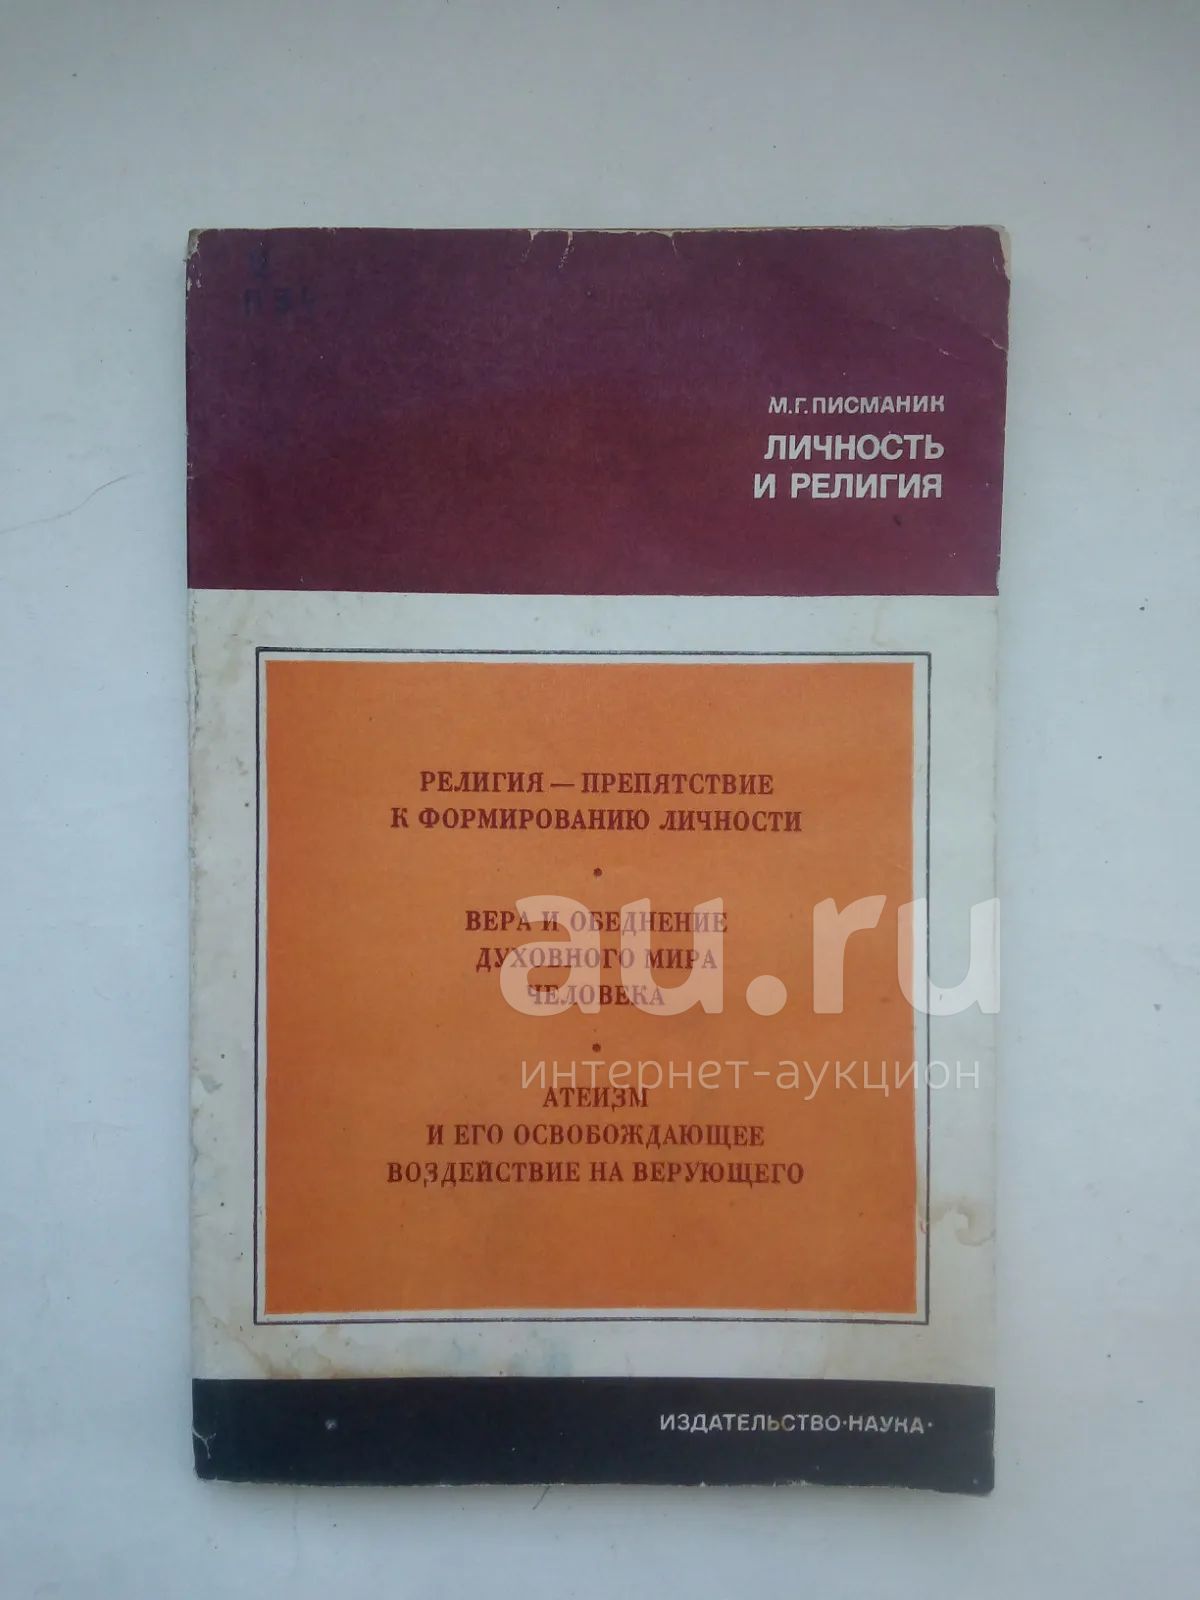 М.Г.ПИСМАНИК
ЛИЧНОСТЬ
И РЕЛИГИЯ
РЕЛИГИЯ — ПРЕПЯТСТВИЕ
К ФОРМИРОВАНИЮ ЛИЧНОСТИ
•
ВЕРА И ОБЕДНЕНИЕ
ДУХОВНОГО МИРА
ЧЕЛОВЕКА
•
АТЕИЗМ
И ЕГО ОСВОБОЖДАЮЩЕЕ
ВОЗДЕЙСТВИЕ НА ВЕРУЮЩЕГО
ИЗДАТЕЛЬСТВО·НАУКА·
au.ru
интернет-аукцион